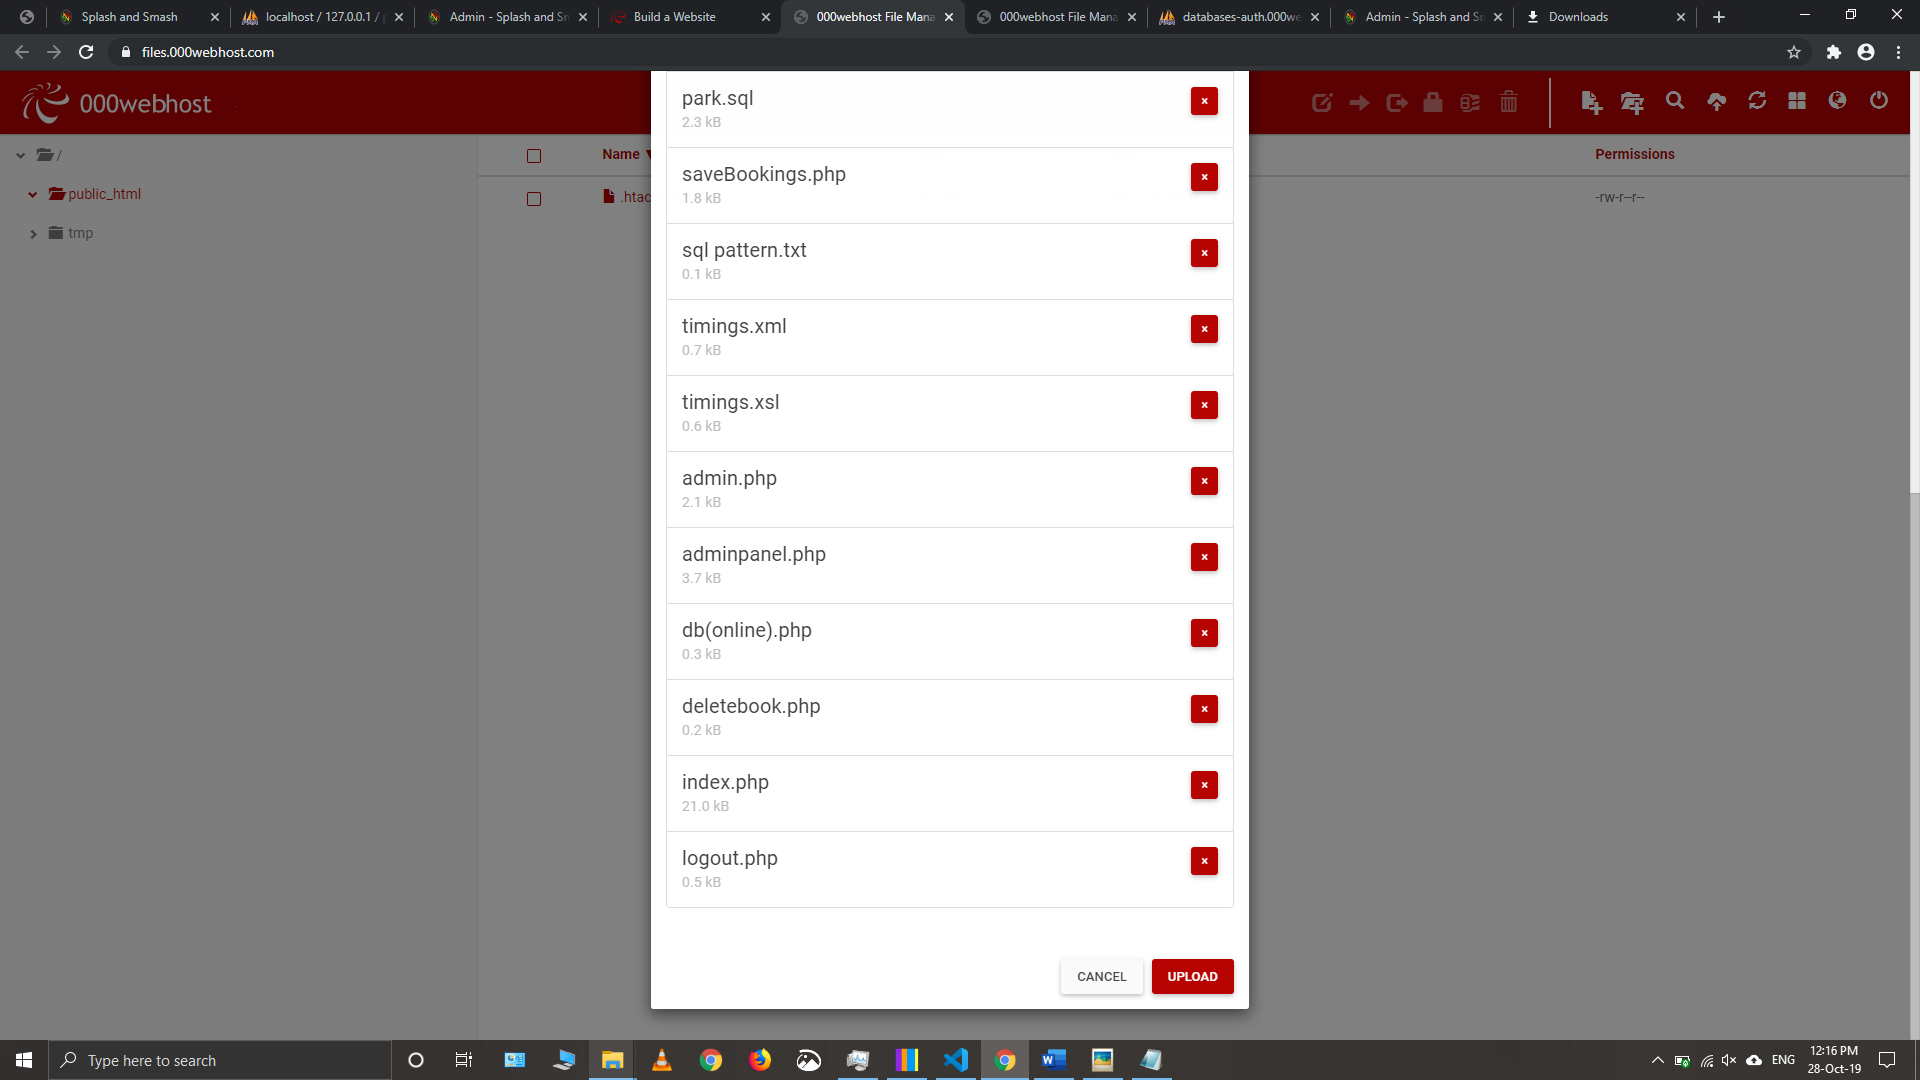 Splash and Smash
localhost / 127.0.0.1 /
Admin - Splash and Sm
Build a Website
000webhost File Mana
000webhost File Mana
databases-auth.000we
Admin - Splash and Sm
Downloads
files.000webhost.com
000webhost
/
public_html
tmp
Name
Permissions
.htac
-rw-r--r--
park.sql
2.3 kB
saveBookings.php
1.8 kB
sql pattern.txt
0.1 kB
timings.xml
0.7 kB
timings.xsl
0.6 kB
admin.php
2.1 kB
adminpanel.php
3.7 kB
db(online).php
0.3 kB
deletebook.php
0.2 kB
index.php
21.0 kB
logout.php
0.5 kB
CANCEL
UPLOAD
Type here to search
ENG
12:16 PM
28-Oct-19